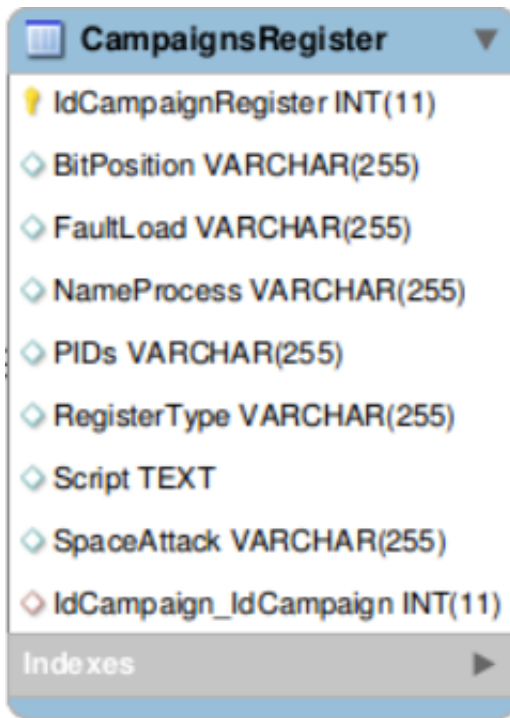 CampaignsRegister
IdCampaignRegister INT(11)
BitPosition VARCHAR(255)
FaultLoad VARCHAR(255)
NameProcess VARCHAR(255)
PIDs VARCHAR(255)
RegisterType VARCHAR(255)
Script TEXT
SpaceAttack VARCHAR(255)
IdCampaign_IdCampaign INT(11)
Indexes